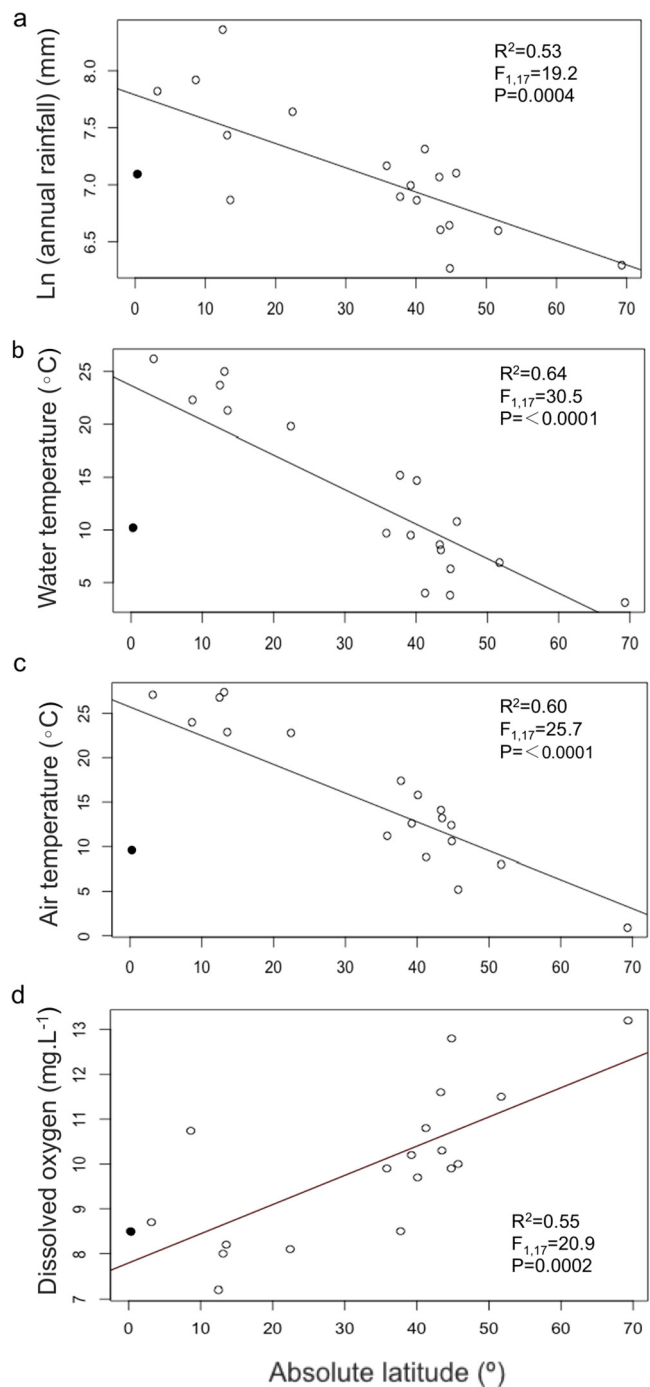 a
Ln (annual rainfall) (mm)
8.0
7.5
7.0
6.5
R²=0.53
F₁,₁₇=19.2
P=0.0004
0 10 20 30 40 50 60 70
b
Water temperature (◦C)
25
20
15
10
5
R²=0.64
F₁,₁₇=30.5
P=<0.0001
0 10 20 30 40 50 60 70
c
Air temperature (◦C)
25
20
15
10
5
0
R²=0.60
F₁,₁₇=25.7
P=<0.0001
0 10 20 30 40 50 60 70
d
Dissolved oxygen (mg.L⁻¹)
13
12
11
10
9
8
7
R²=0.55
F₁,₁₇=20.9
P=0.0002
0 10 20 30 40 50 60 70
Absolute latitude (º)